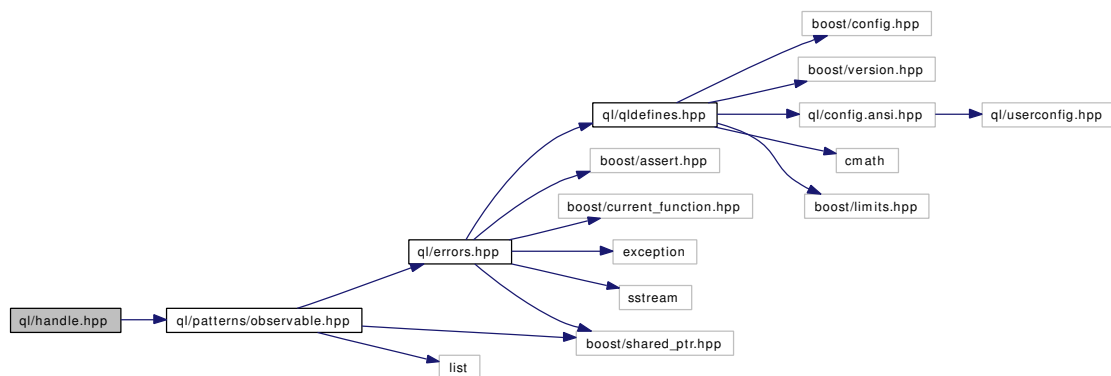 boost/config.hpp
boost/version.hpp
ql/qldefines.hpp
ql/config.ansi.hpp
ql/userconfig.hpp
boost/assert.hpp
cmath
boost/current_function.hpp
boost/limits.hpp
ql/errors.hpp
exception
sstream
ql/handle.hpp
ql/patterns/observable.hpp
boost/shared_ptr.hpp
list